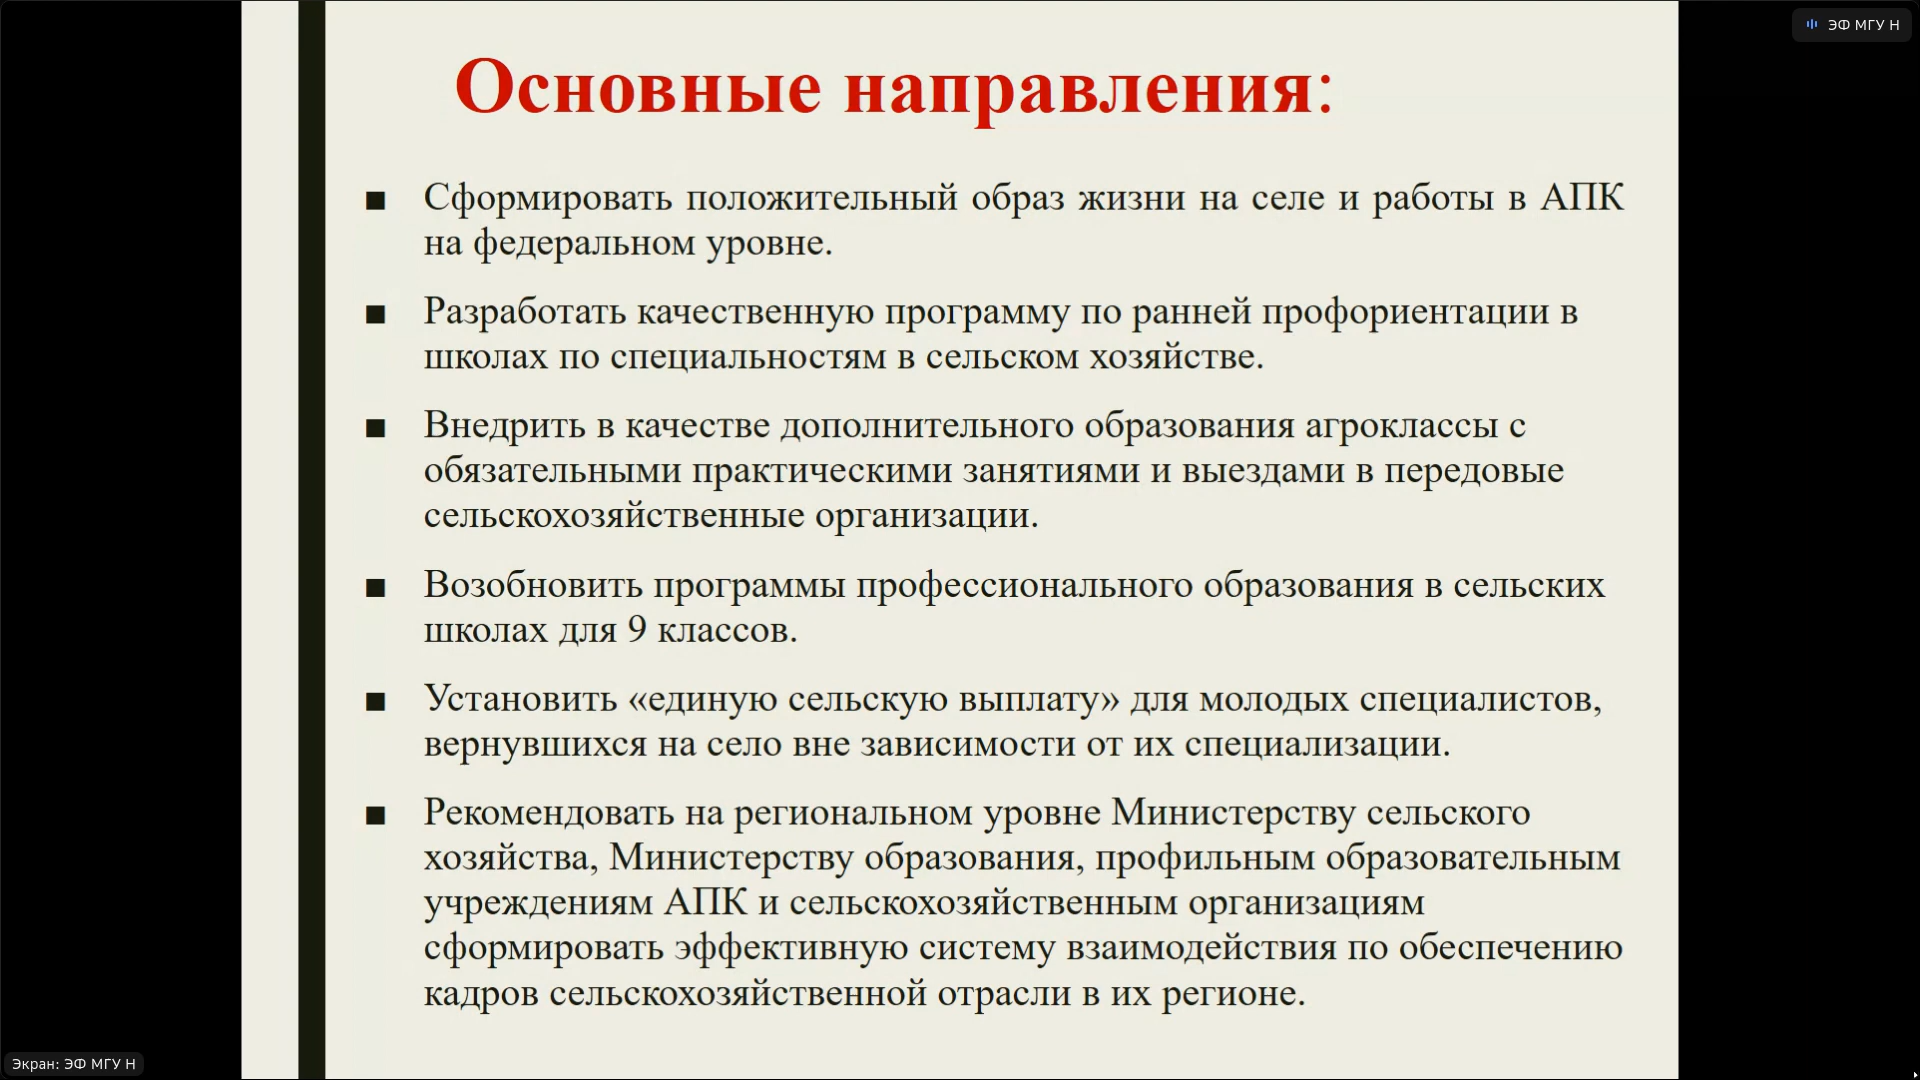 ЭФ МГУ Н
Основные направления:
■ Сформировать положительный образ жизни на селе и работы в АПК
на федеральном уровне.
■ Разработать качественную программу по ранней профориентации в
школах по специальностям в сельском хозяйстве.
■ Внедрить в качестве дополнительного образования агроклассы с
обязательными практическими занятиями и выездами в передовые
сельскохозяйственные организации.
■ Возобновить программы профессионального образования в сельских
школах для 9 классов.
■ Установить «единую сельскую выплату» для молодых специалистов,
вернувшихся на село вне зависимости от их специализации.
■ Рекомендовать на региональном уровне Министерству сельского
хозяйства, Министерству образования, профильным образовательным
учреждениям АПК и сельскохозяйственным организациям
сформировать эффективную систему взаимодействия по обеспечению
кадров сельскохозяйственной отрасли в их регионе.
Экран: ЭФ МГУ Н